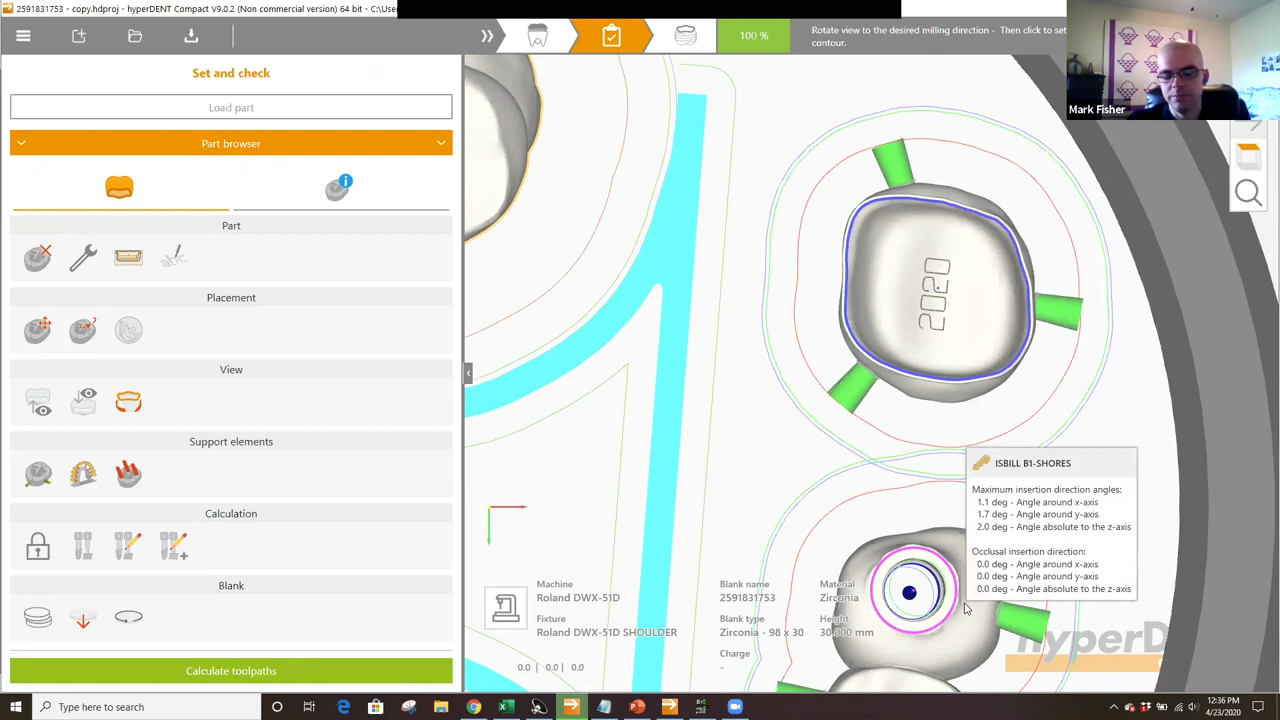 2591831753 - copy.hdproj - hyperDENT Compact V9.0.2 (Non commercial version) 64 bit - C:\Us
100 %
Rotate view to the desired milling direction - Then click to set
contour.
Mark Fisher
Set and check
Load part
Part browser
Part
Placement
View
Support elements
Calculation
Blank
Calculate toolpaths
2020
ISBILL B1-SHORES
Maximum insertion direction angles:
1.1 deg - Angle around x-axis
1.7 deg - Angle around y-axis
2.0 deg - Angle absolute to the z-axis
Occlusal insertion direction:
0.0 deg - Angle around x-axis
0.0 deg - Angle around y-axis
0.0 deg - Angle absolute to the z-axis
Machine
Roland DWX-51D
Fixture
Roland DWX-51D SHOULDER
0.0 | 0.0 | 0.0
Blank name
2591831753
Blank type
Zirconia - 98 x 30
Charge
-
Material
Zirconia
Height
30.000 mm
hyperD
Type here to search
12:36 PM
4/23/2020